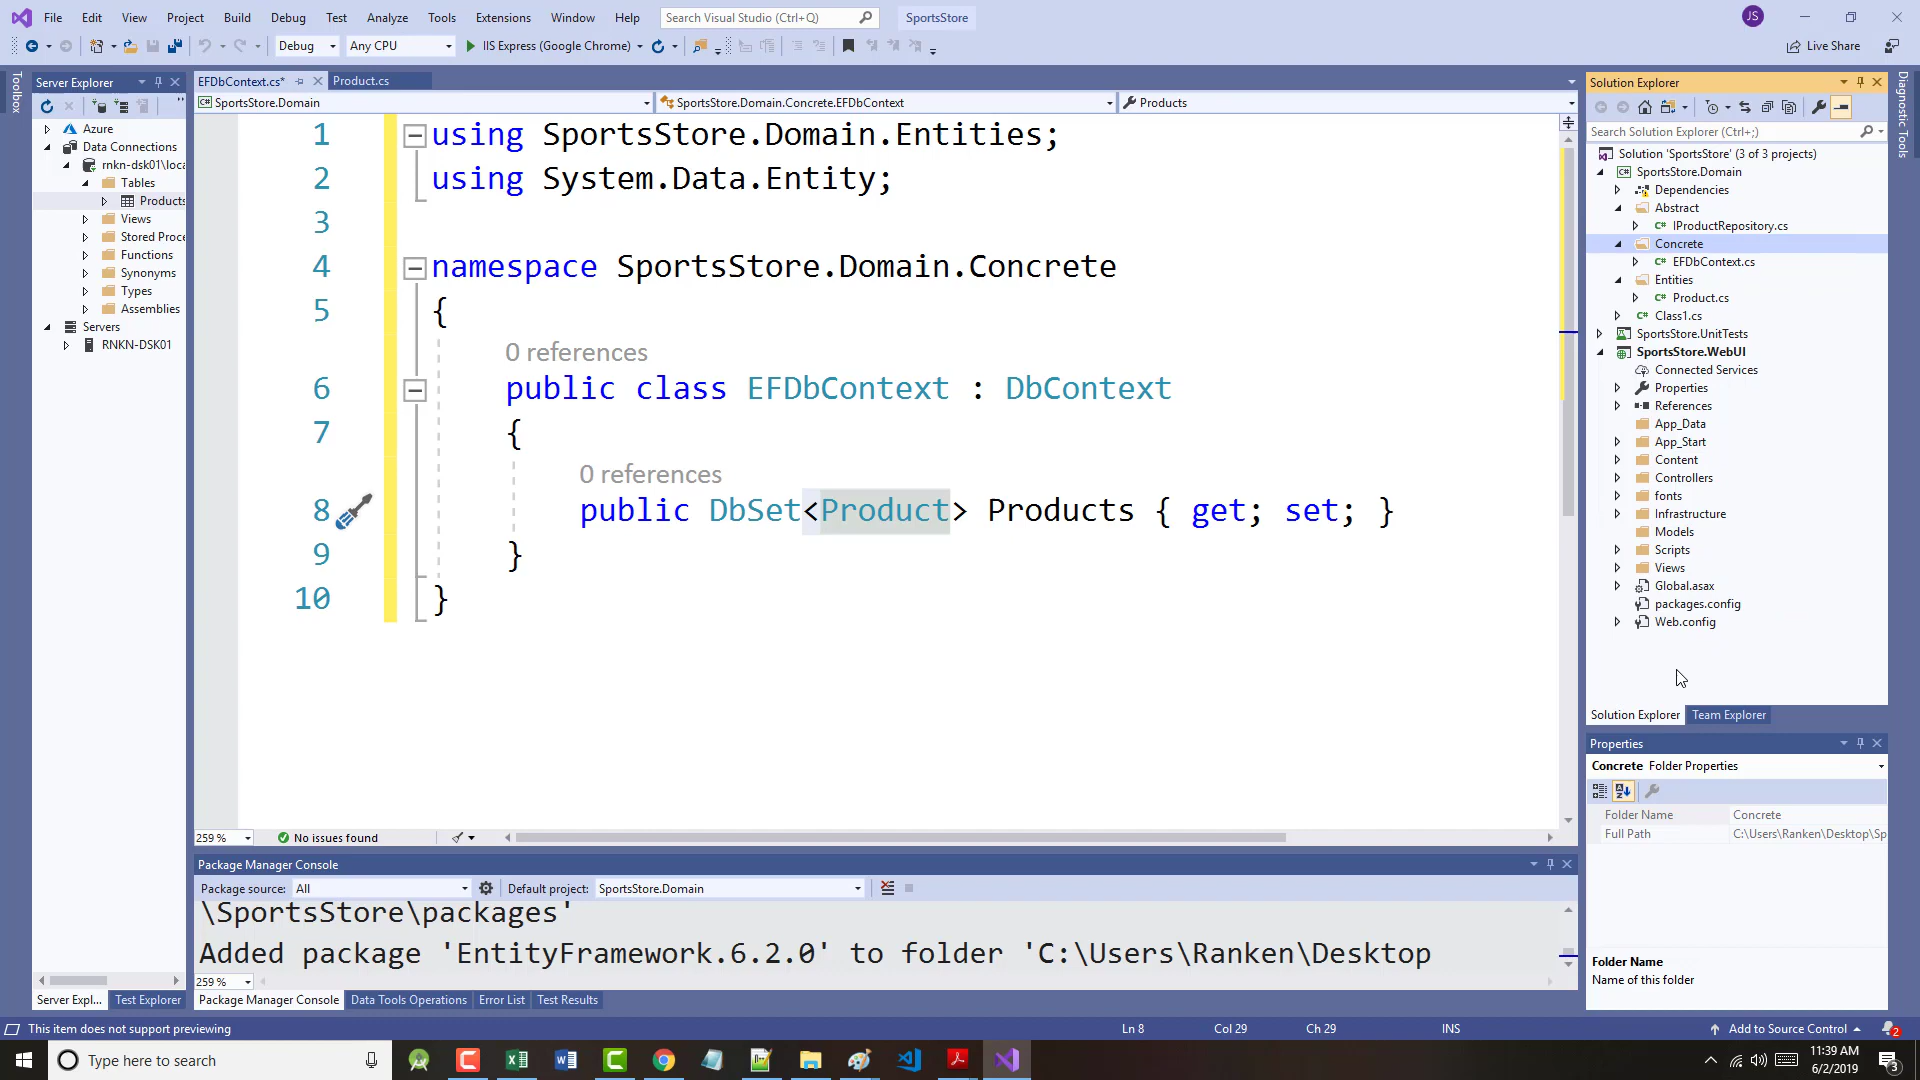 File Edit View Project Build Debug Test Analyze Tools Extensions Window Help Search Visual Studio (Ctrl+Q) SportsStore JS
Debug Any CPU IIS Express (Google Chrome) Live Share
Toolbox
Server Explorer
Azure
Data Connections
rnkn-dsk01\loca
Tables
Products
Views
Stored Proce
Functions
Synonyms
Types
Assemblies
Servers
RNKN-DSK01
Server Expl... Test Explorer
EFDbContext.cs* Product.cs
SportsStore.Domain SportsStore.Domain.Concrete.EFDbContext Products
1 using SportsStore.Domain.Entities;
2 using System.Data.Entity;
3
4 namespace SportsStore.Domain.Concrete
5 {
0 references
6 public class EFDbContext : DbContext
7 {
0 references
8 public DbSet<Product> Products { get; set; }
9 }
10 }
259 % No issues found
Package Manager Console
Package source: All Default project: SportsStore.Domain
\SportsStore\packages'
Added package 'EntityFramework.6.2.0' to folder 'C:\Users\Ranken\Desktop
259 %
Package Manager Console Data Tools Operations Error List Test Results
Solution Explorer
Search Solution Explorer (Ctrl+;)
Solution 'SportsStore' (3 of 3 projects)
SportsStore.Domain
Dependencies
Abstract
IProductRepository.cs
Concrete
EFDbContext.cs
Entities
Product.cs
Class1.cs
SportsStore.UnitTests
SportsStore.WebUI
Connected Services
Properties
References
App_Data
App_Start
Content
Controllers
fonts
Infrastructure
Models
Scripts
Views
Global.asax
packages.config
Web.config
Solution Explorer Team Explorer
Properties
Concrete Folder Properties
Folder Name Concrete
Full Path C:\Users\Ranken\Desktop\Sp
Folder Name
Name of this folder
Diagnostic Tools
This item does not support previewing Ln 8 Col 29 Ch 29 INS Add to Source Control 2
Type here to search
11:39 AM
6/2/2019
3